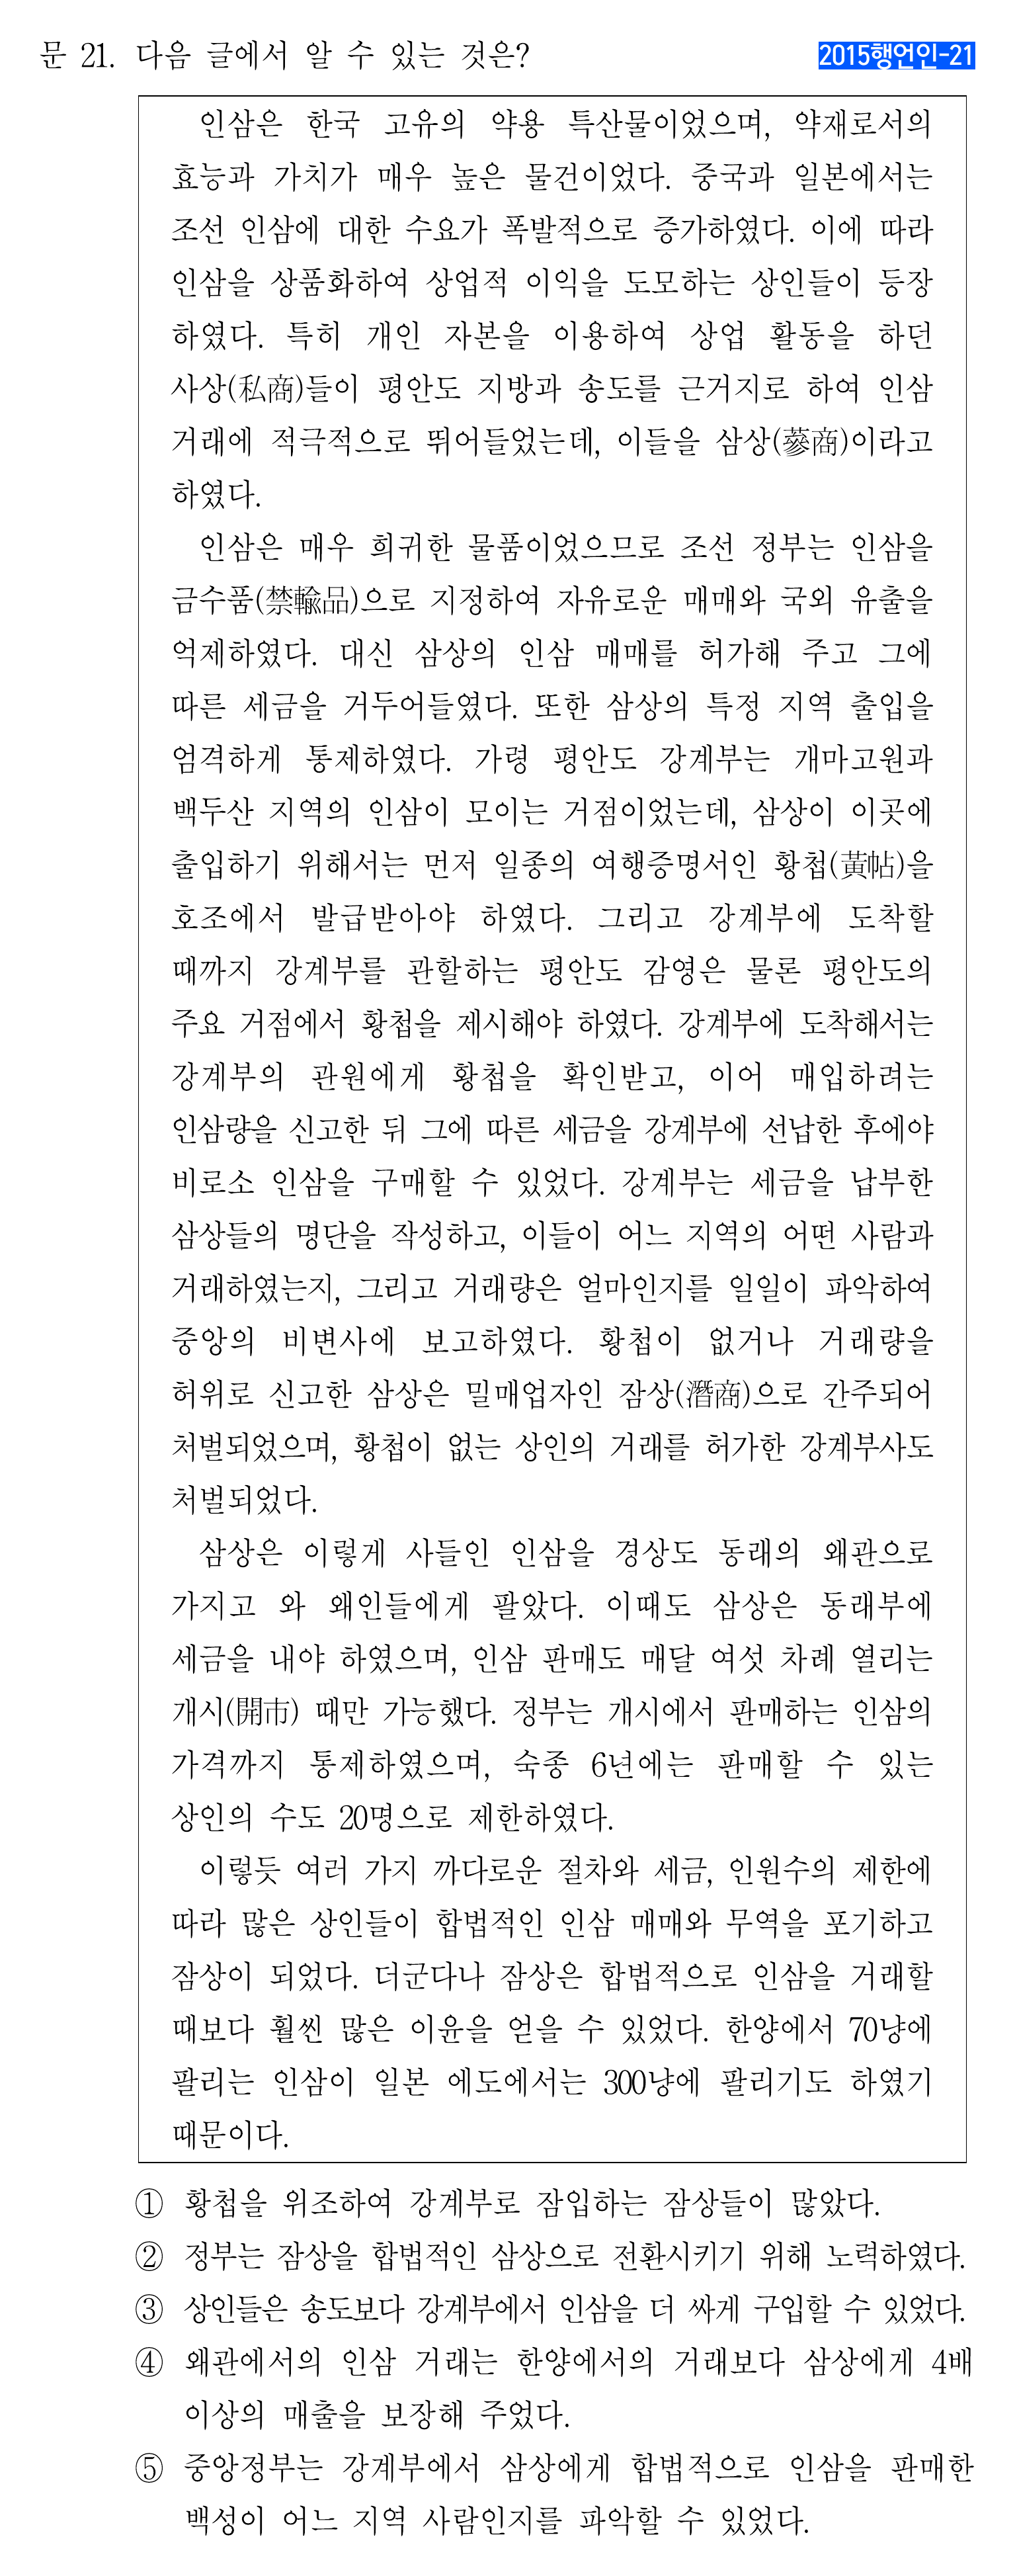 문 21. 다음 글에서 알 수 있는 것은?
2015행언인-21
인삼은 한국 고유의 약용 특산물이었으며, 약재로서의
효능과 가치가 매우 높은 물건이었다. 중국과 일본에서는
조선 인삼에 대한 수요가 폭발적으로 증가하였다. 이에 따라
인삼을 상품화하여 상업적 이익을 도모하는 상인들이 등장
하였다. 특히 개인 자본을 이용하여 상업 활동을 하던
사상(私商)들이 평안도 지방과 송도를 근거지로 하여 인삼
거래에 적극적으로 뛰어들었는데, 이들을 삼상(蔘商)이라고
하였다.
인삼은 매우 희귀한 물품이었으므로 조선 정부는 인삼을
금수품(禁輸品)으로 지정하여 자유로운 매매와 국외 유출을
억제하였다. 대신 삼상의 인삼 매매를 허가해 주고 그에
따른 세금을 거두어들였다. 또한 삼상의 특정 지역 출입을
엄격하게 통제하였다. 가령 평안도 강계부는 개마고원과
백두산 지역의 인삼이 모이는 거점이었는데, 삼상이 이곳에
출입하기 위해서는 먼저 일종의 여행증명서인 황첩(黃帖)을
호조에서 발급받아야 하였다. 그리고 강계부에 도착할
때까지 강계부를 관할하는 평안도 감영은 물론 평안도의
주요 거점에서 황첩을 제시해야 하였다. 강계부에 도착해서는
강계부의 관원에게 황첩을 확인받고, 이어 매입하려는
인삼량을 신고한 뒤 그에 따른 세금을 강계부에 선납한 후에야
비로소 인삼을 구매할 수 있었다. 강계부는 세금을 납부한
삼상들의 명단을 작성하고, 이들이 어느 지역의 어떤 사람과
거래하였는지, 그리고 거래량은 얼마인지를 일일이 파악하여
중앙의 비변사에 보고하였다. 황첩이 없거나 거래량을
허위로 신고한 삼상은 밀매업자인 잠상(潛商)으로 간주되어
처벌되었으며, 황첩이 없는 상인의 거래를 허가한 강계부사도
처벌되었다.
삼상은 이렇게 사들인 인삼을 경상도 동래의 왜관으로
가지고 와 왜인들에게 팔았다. 이때도 삼상은 동래부에
세금을 내야 하였으며, 인삼 판매도 매달 여섯 차례 열리는
개시(開市) 때만 가능했다. 정부는 개시에서 판매하는 인삼의
가격까지 통제하였으며, 숙종 6년에는 판매할 수 있는
상인의 수도 20명으로 제한하였다.
이렇듯 여러 가지 까다로운 절차와 세금, 인원수의 제한에
따라 많은 상인들이 합법적인 인삼 매매와 무역을 포기하고
잠상이 되었다. 더군다나 잠상은 합법적으로 인삼을 거래할
때보다 훨씬 많은 이윤을 얻을 수 있었다. 한양에서 70냥에
팔리는 인삼이 일본 에도에서는 300냥에 팔리기도 하였기
때문이다.
① 황첩을 위조하여 강계부로 잠입하는 잠상들이 많았다.
② 정부는 잠상을 합법적인 삼상으로 전환시키기 위해 노력하였다.
③ 상인들은 송도보다 강계부에서 인삼을 더 싸게 구입할 수 있었다.
④ 왜관에서의 인삼 거래는 한양에서의 거래보다 삼상에게 4배
이상의 매출을 보장해 주었다.
⑤ 중앙정부는 강계부에서 삼상에게 합법적으로 인삼을 판매한
백성이 어느 지역 사람인지를 파악할 수 있었다.